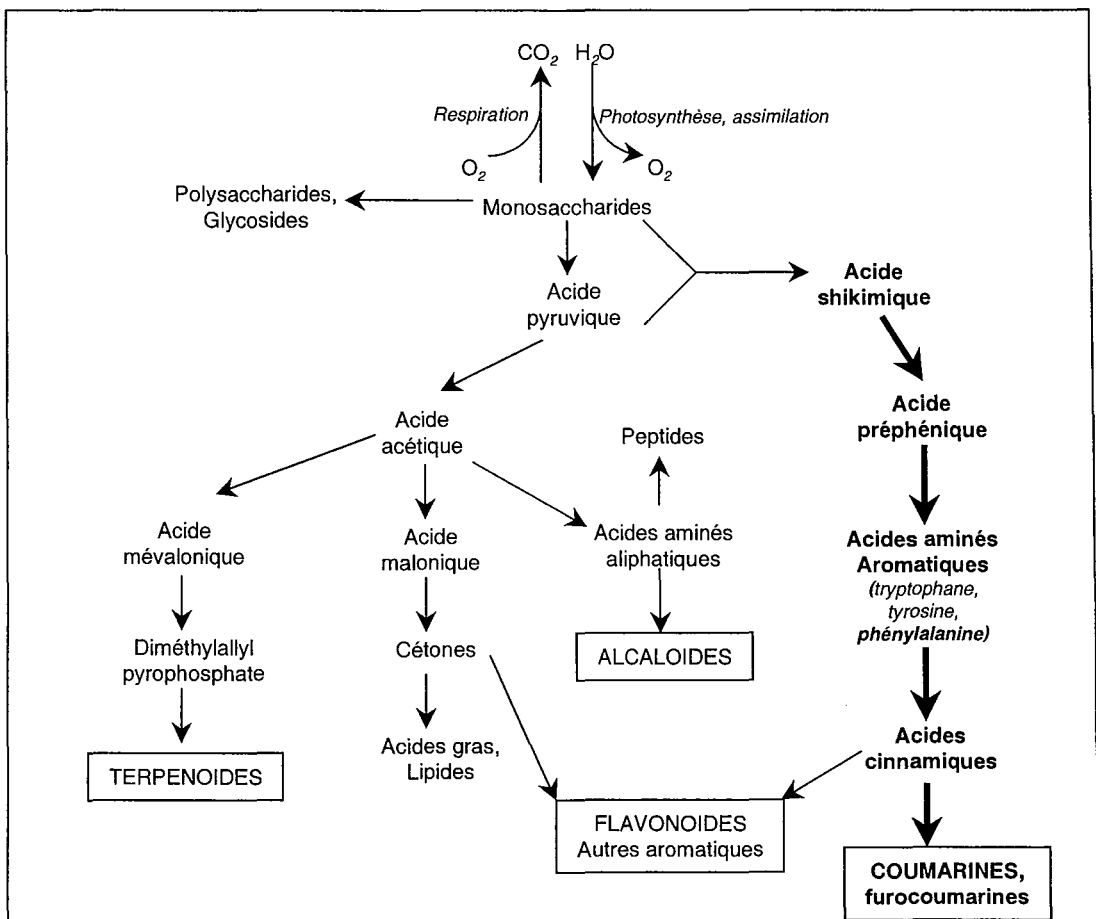 CO2 H2O
Respiration
Photosynthèse, assimilation
O2
O2
Polysaccharides,
Glycosides
Monosaccharides
Acide
pyruvique
Acide
shikimique
Acide
acétique
Peptides
Acide
préphénique
Acide
mévalonique
Acide
malonique
Acides aminés
aliphatiques
Acides aminés
Aromatiques
(tryptophane,
tyrosine,
phénylalanine)
Diméthylallyl
pyrophosphate
Cétones
ALCALOIDES
Acides
cinnamiques
TERPENOIDES
Acides gras,
Lipides
FLAVONOIDES
Autres aromatiques
COUMARINES,
furocoumarines